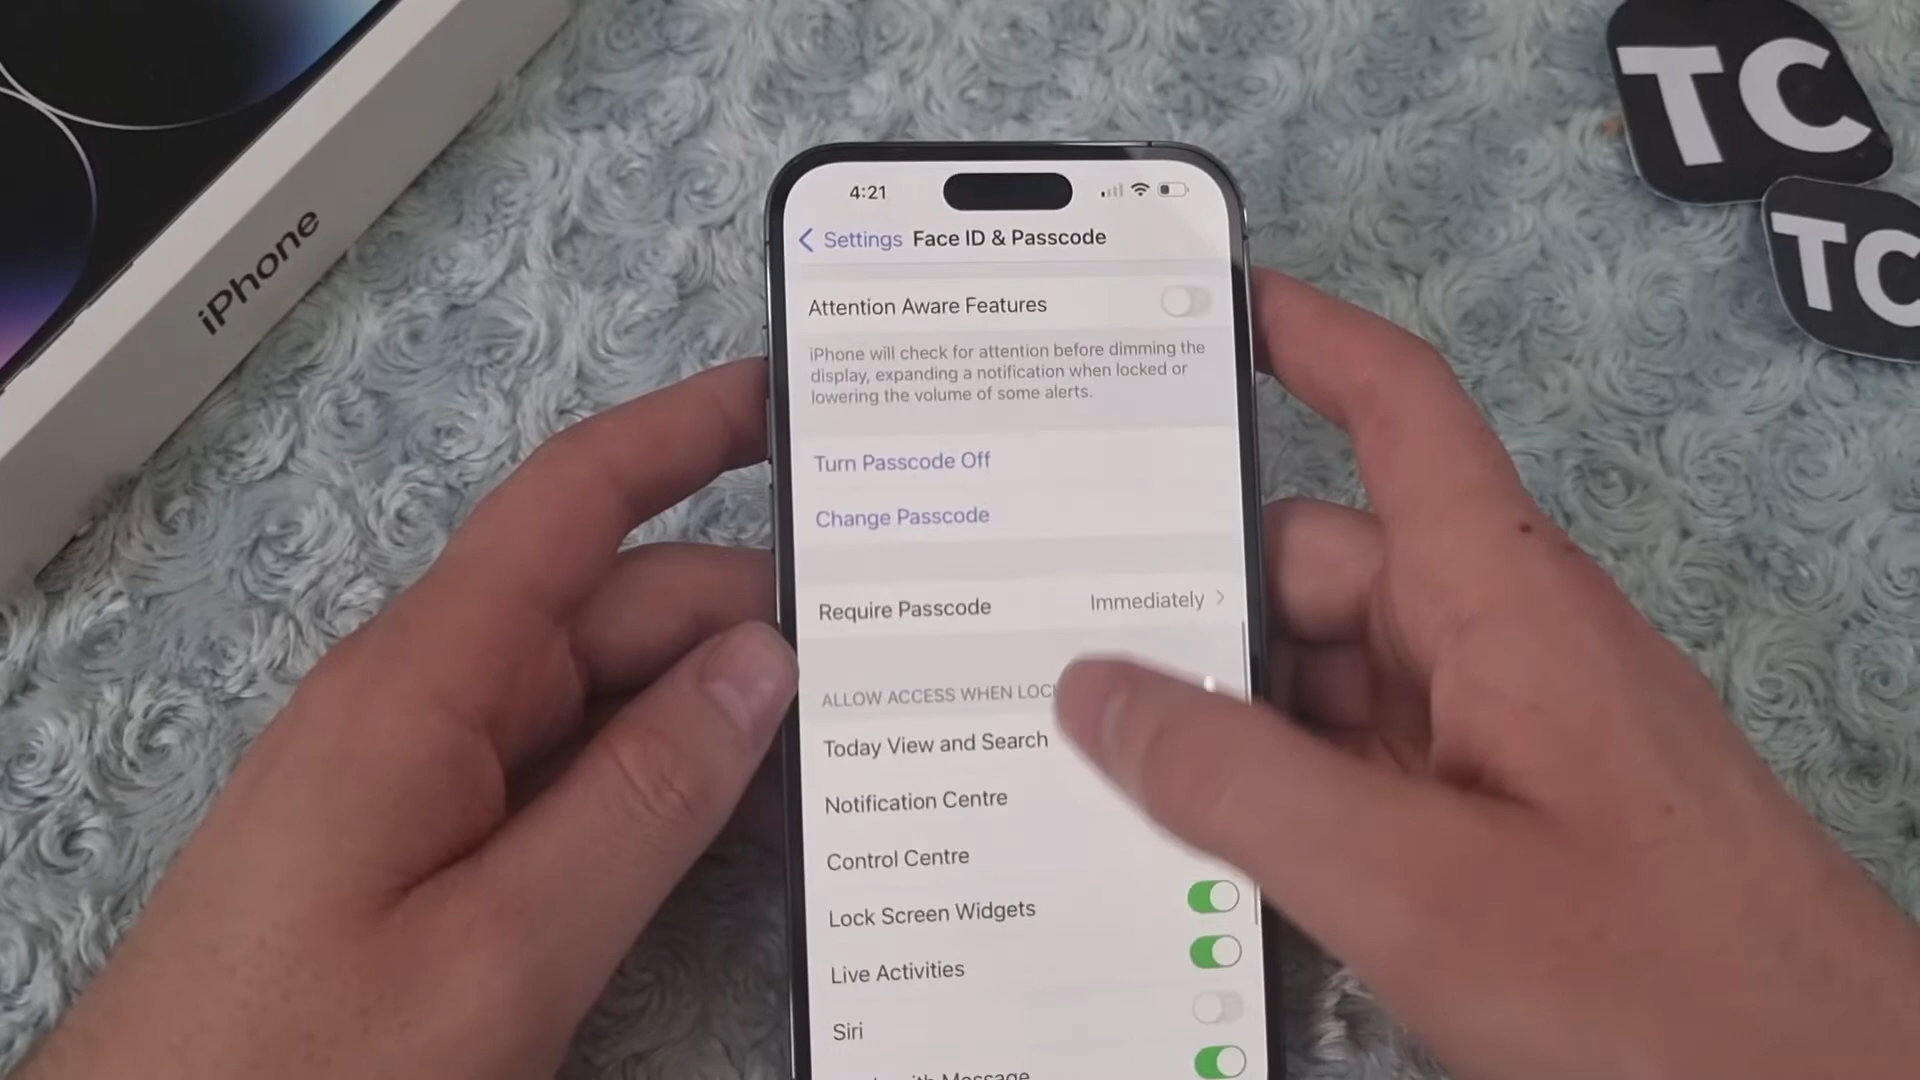 iPhone
TC
TC
4:21
Settings Face ID & Passcode
Attention Aware Features
iPhone will check for attention before dimming the
display, expanding a notification when locked or
lowering the volume of some alerts.
Turn Passcode Off
Change Passcode
Require Passcode Immediately
ALLOW ACCESS WHEN
Today View and Search
Notification Centre
Control Centre
Lock Screen Widgets
Live Activities
Siri
Message